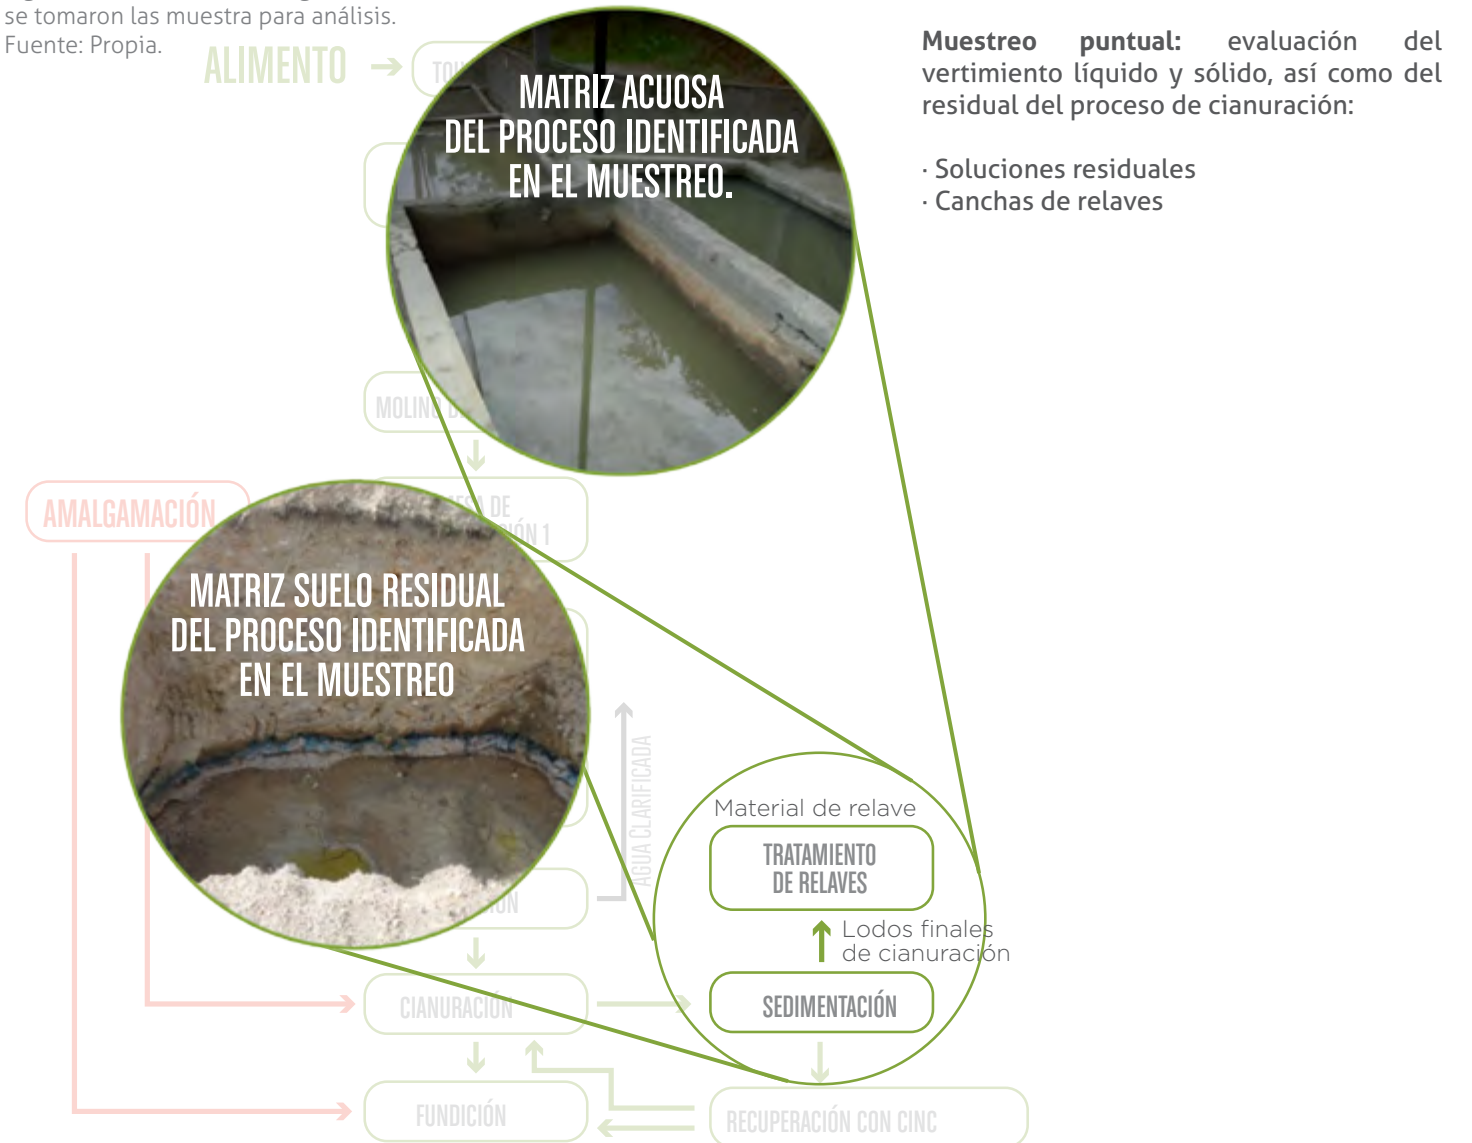 se tomaron las muestra para análisis.
Fuente: Propia.
ALIMENTO
MATRIZ ACUOSA
DEL PROCESO IDENTIFICADA
EN EL MUESTREO.
Muestreo puntual: evaluación del
vertimiento líquido y sólido, así como del
residual del proceso de cianuración:
· Soluciones residuales
· Canchas de relaves
MOLINO
AMALGAMACIÓN
DE
MATRIZ SUELO RESIDUAL
DEL PROCESO IDENTIFICADA
EN EL MUESTREO
AGUA CLARIFICADA
Material de relave
TRATAMIENTO
DE RELAVES
Lodos finales
de cianuración
SEDIMENTACIÓN
CIANURACIÓN
FUNDICIÓN
RECUPERACIÓN CON CINC